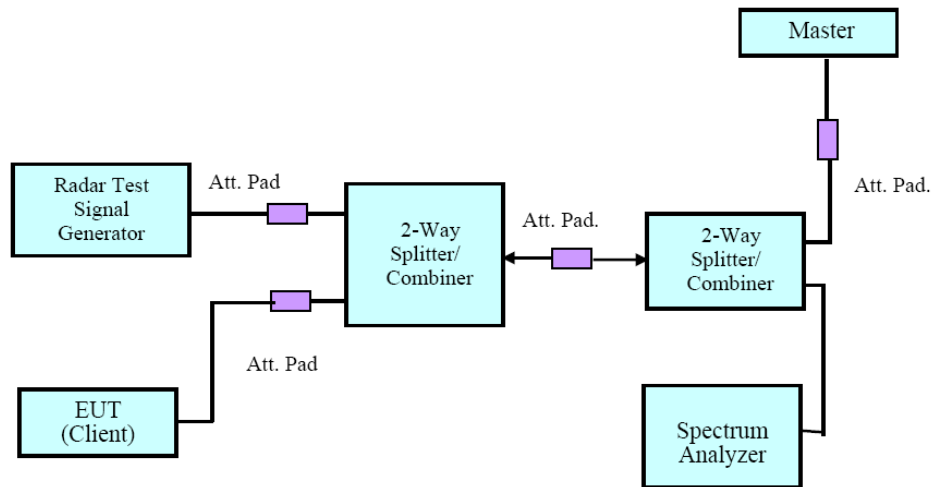 Master
Radar Test
Signal
Generator
Att. Pad
Att. Pad.
2-Way
Splitter/
Combiner
Att. Pad.
2-Way
Splitter/
Combiner
Att. Pad
EUT
(Client)
Spectrum
Analyzer